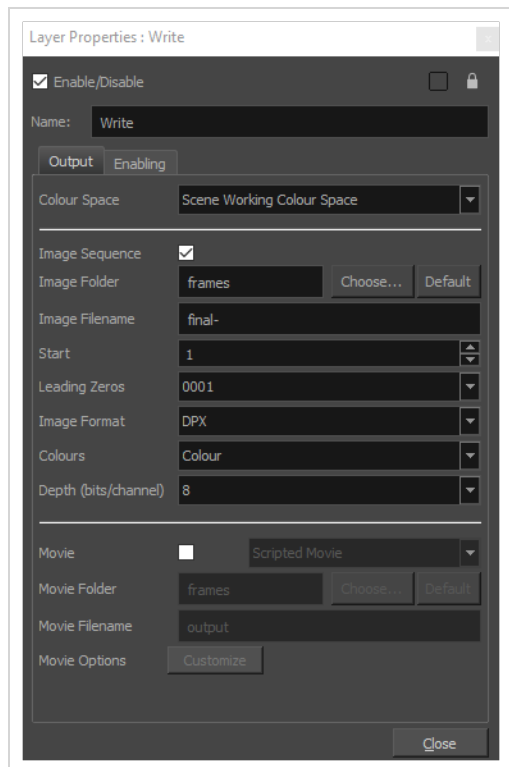 Layer Properties : Write
x
Enable/Disable
Name: Write
Output Enabling
Colour Space Scene Working Colour Space
Image Sequence
Image Folder frames Choose... Default
Image Filename final-
Start 1
Leading Zeros 0001
Image Format DPX
Colours Colour
Depth (bits/channel) 8
Movie Scripted Movie
Movie Folder frames Choose... Default
Movie Filename output
Movie Options Customize
Close